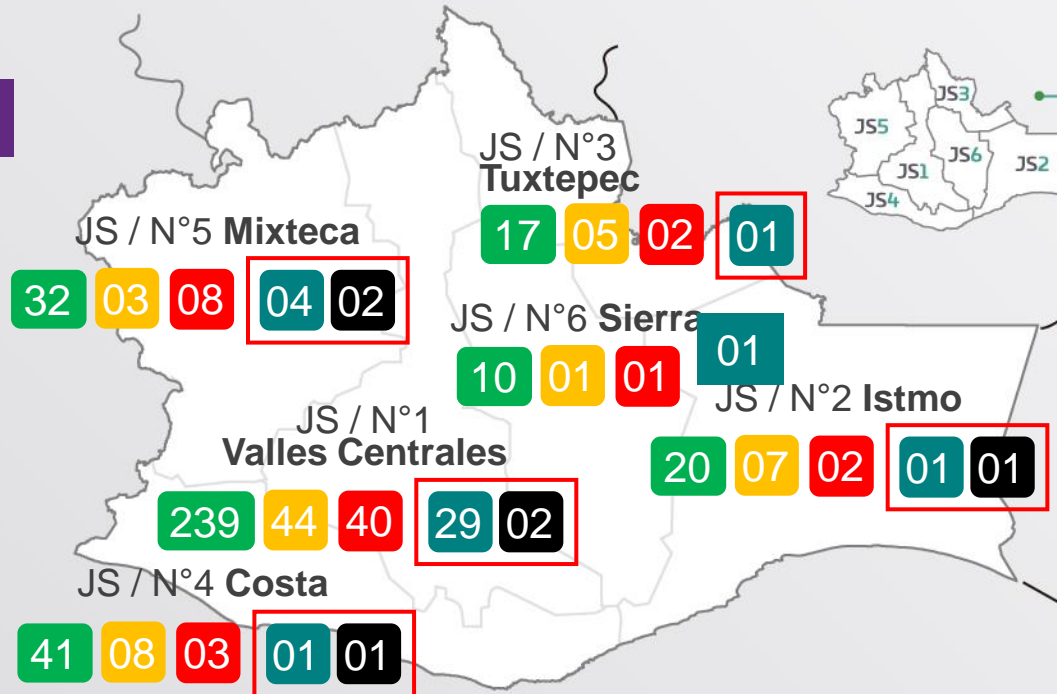 JS / N°3
Tuxtepec
17 05 02 01
JS3
JS5
JS6
JS1
JS2
JS4
JS / N°5 Mixteca
32 03 08 04 02
JS / N°6 Sierra
10 01 01 01
JS / N°2 Istmo
20 07 02 01 01
JS / N°1
Valles Centrales
239 44 40 29 02
JS / N°4 Costa
41 08 03 01 01